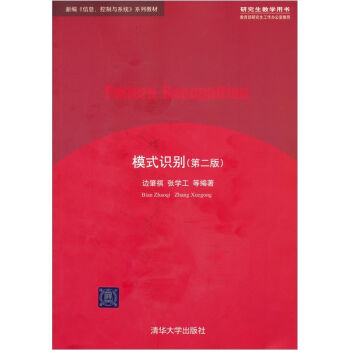 新编《信息、控制与系统》系列教材
研究生教学用书
教育部研究生工作办公室推荐
Pattern Recognition
模式识别(第二版)
边肇祺 张学工 等编著
Bian Zhaoqi Zhang Xuegong
清华大学出版社